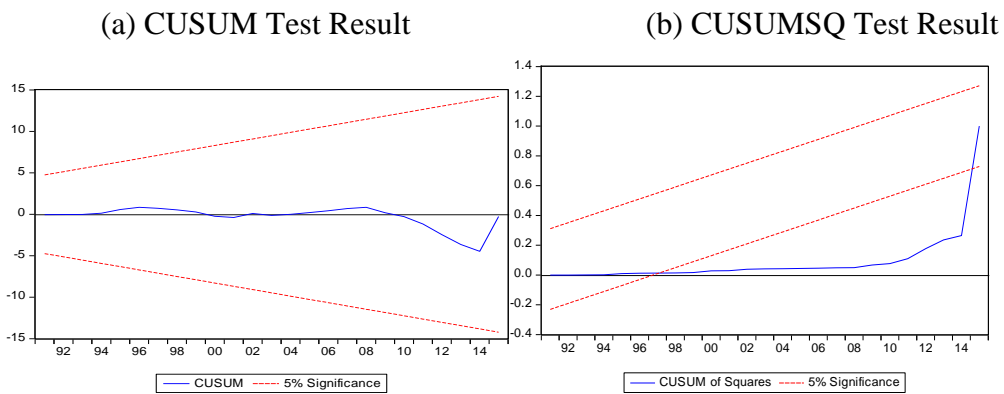 (a) CUSUM Test Result
(b) CUSUMSQ Test Result
15
10
5
0
-5
-10
-15
92 94 96 98 00 02 04 06 08 10 12 14
CUSUM 5% Significance
1.4
1.2
1.0
0.8
0.6
0.4
0.2
0.0
-0.2
-0.4
92 94 96 98 00 02 04 06 08 10 12 14
CUSUM of Squares 5% Significance